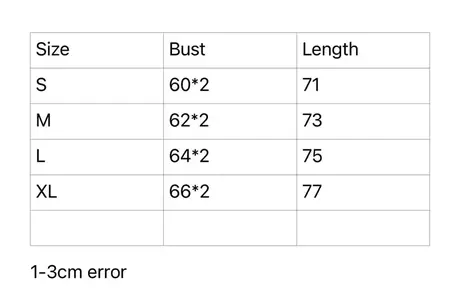 Size Bust Length
S 60*2 71
M 62*2 73
L 64*2 75
XL 66*2 77
1-3cm error